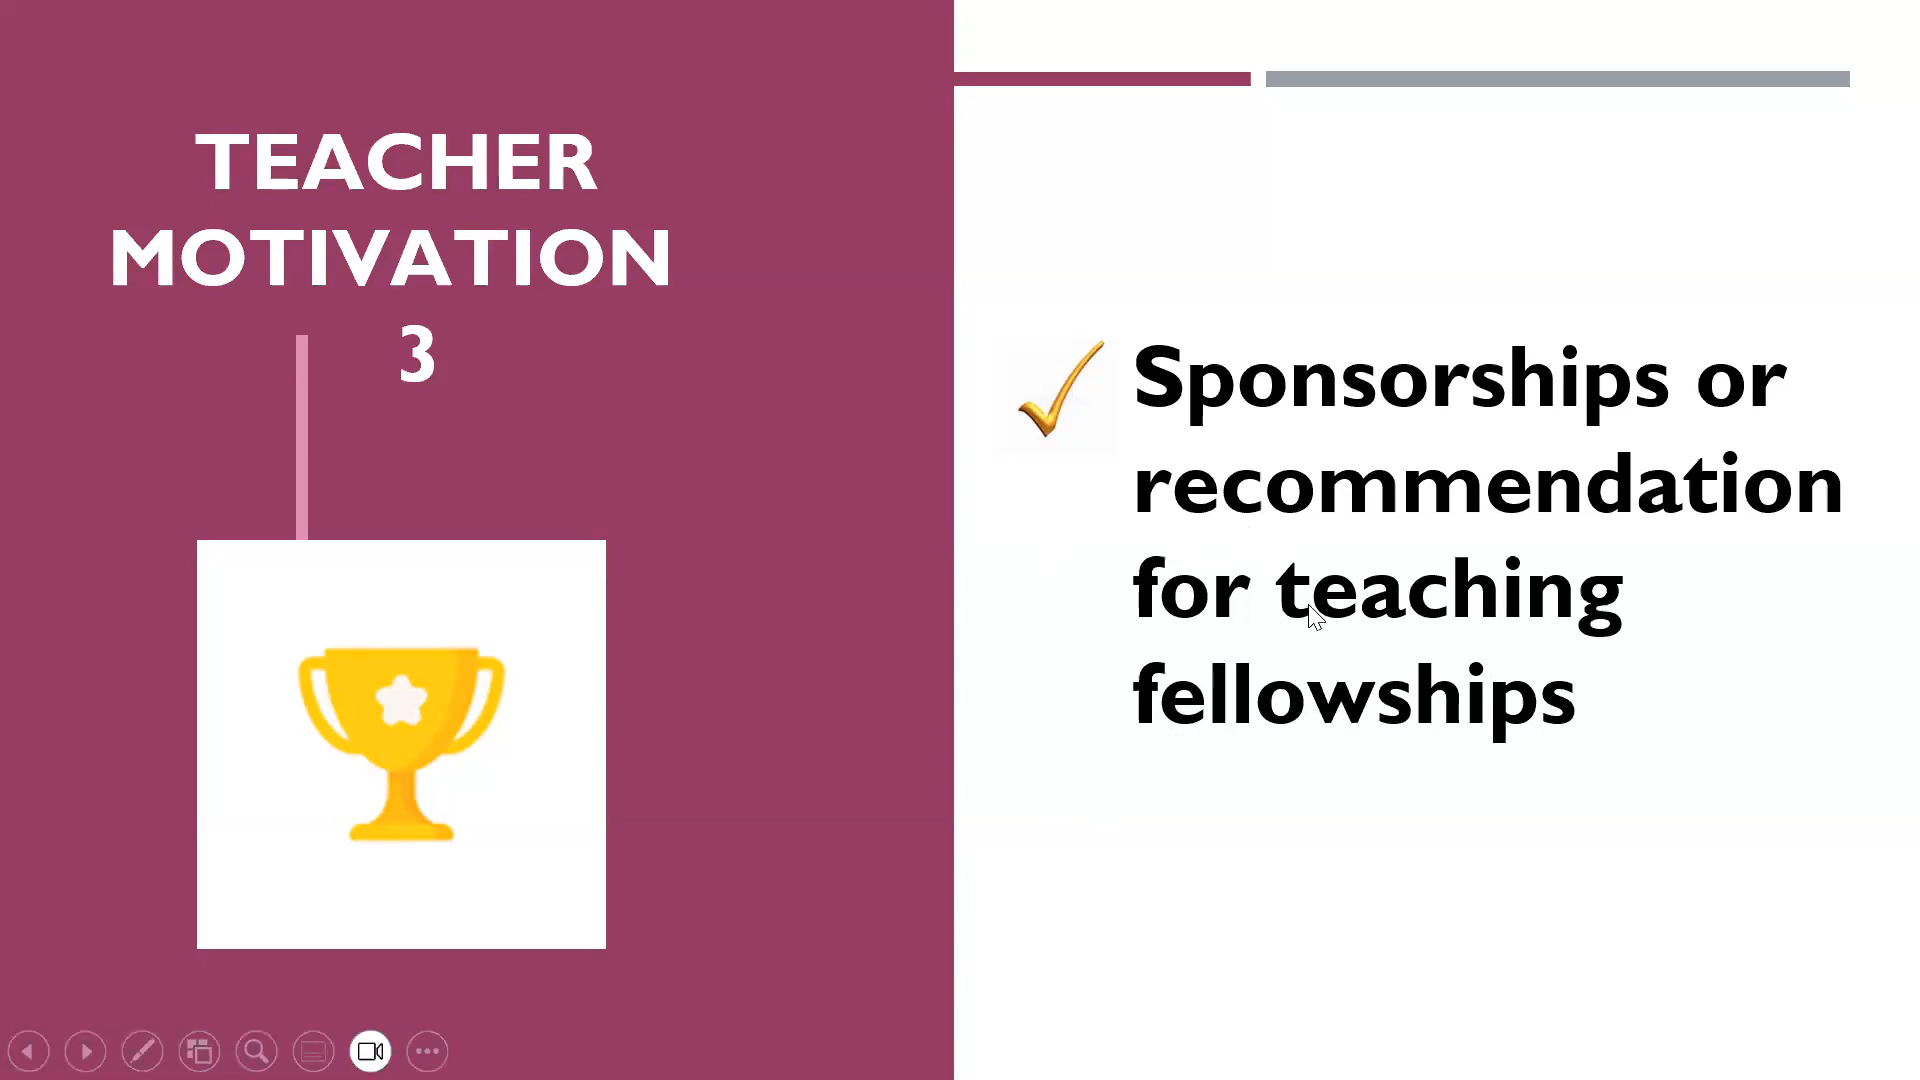 TEACHER
MOTIVATION
3
Sponsorships or
recommendation
for teaching
fellowships